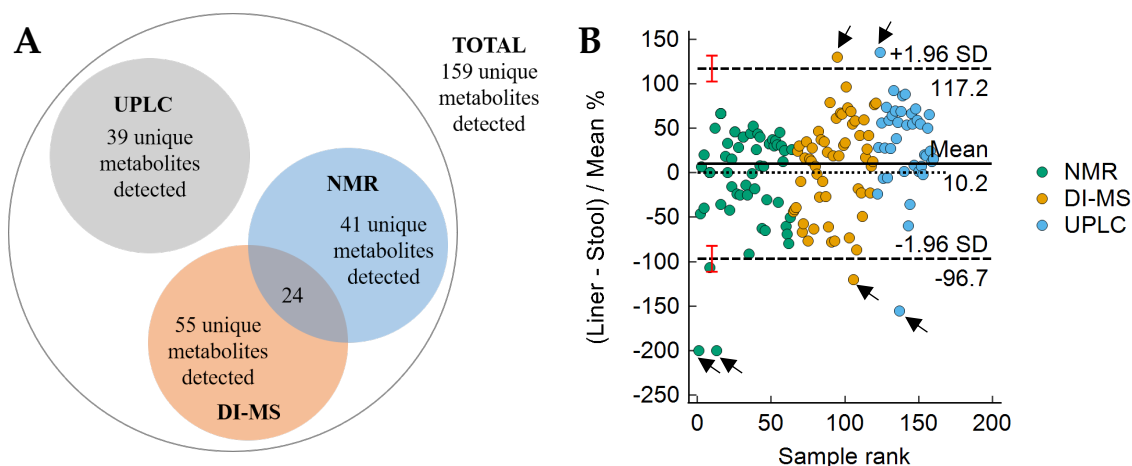 A
TOTAL
159 unique
metabolites
detected
UPLC
39 unique
metabolites
detected
NMR
41 unique
metabolites
detected
24
55 unique
metabolites
detected
DI-MS
B
(Liner - Stool) / Mean %
150
100
50
0
-50
-100
-150
-200
-250
+1.96 SD
117.2
Mean
10.2
-1.96 SD
-96.7
0
50
100
150
200
Sample rank
NMR
DI-MS
UPLC